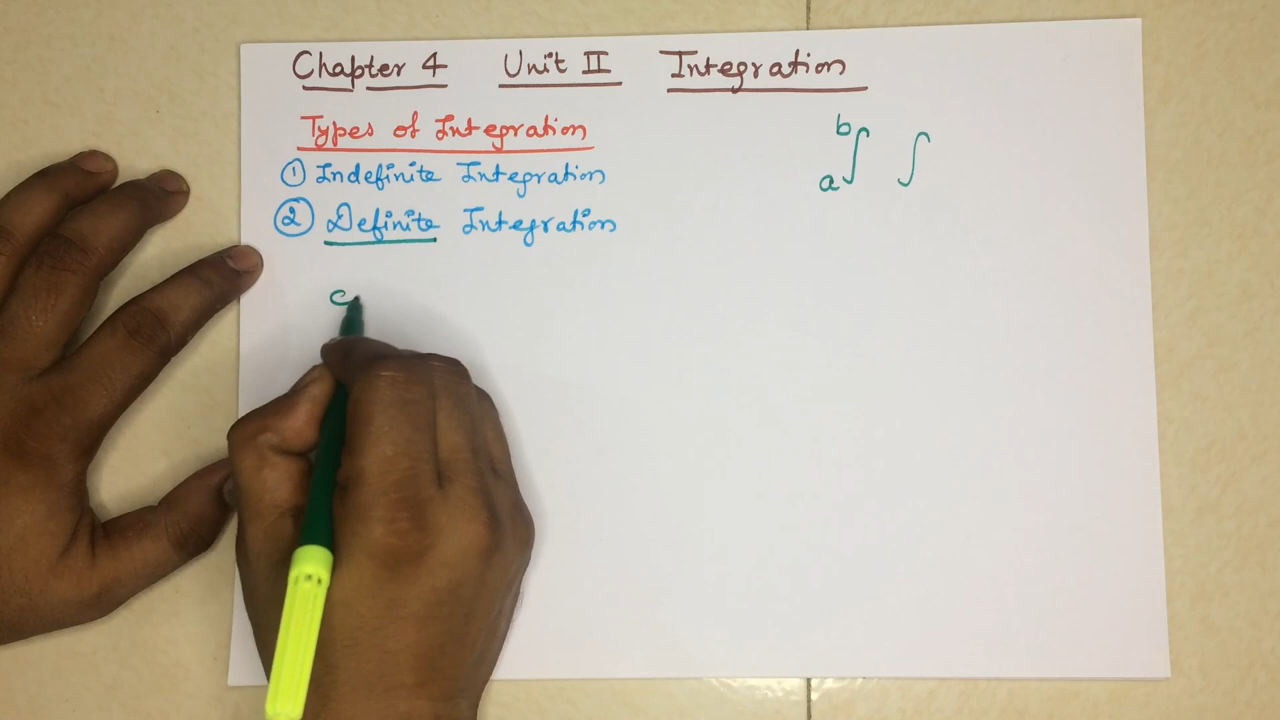 Chapter 4 Unit II Integration
Types of Integration
① Indefinite Integration
② Definite Integration
b∫ ∫
a